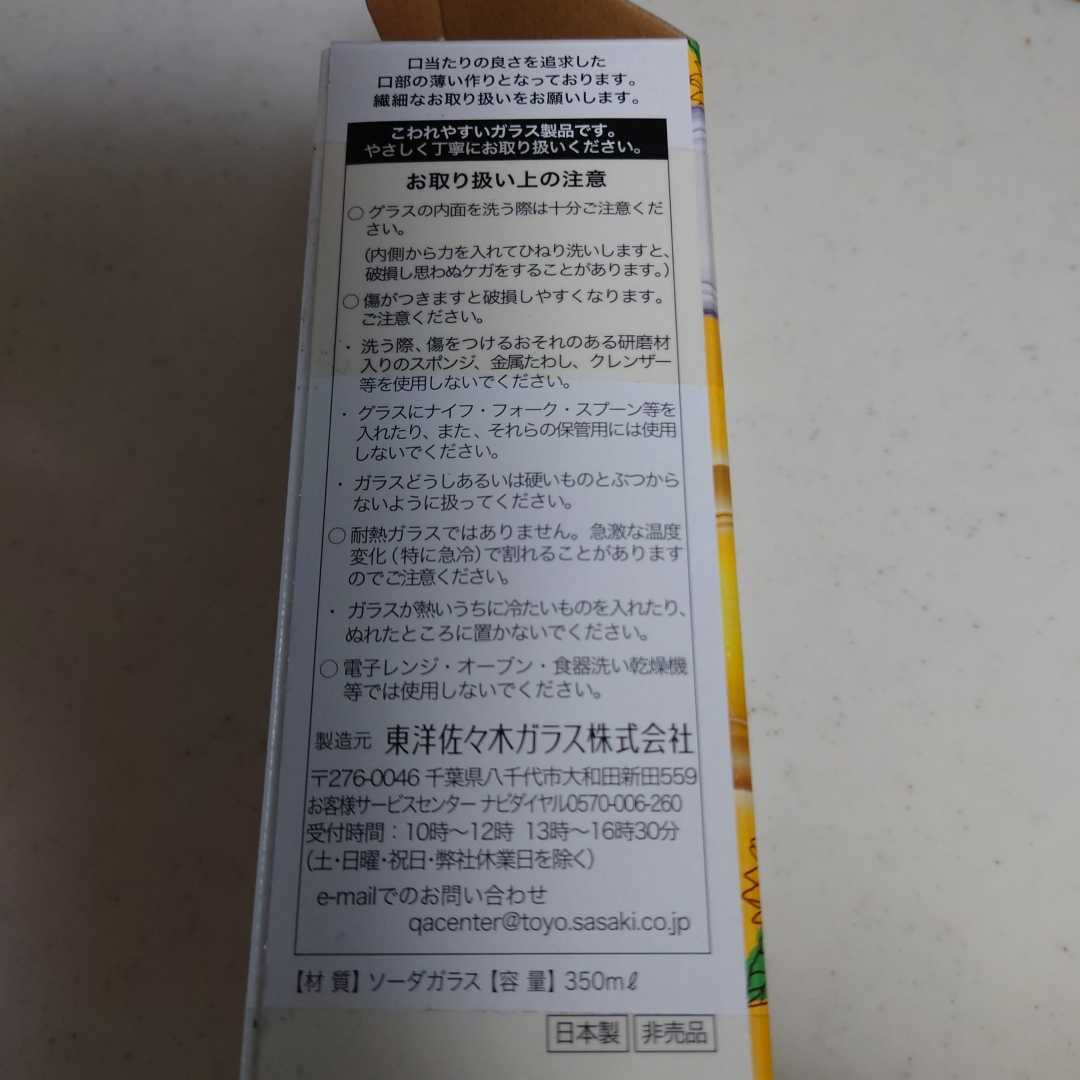 口当たりの良さを追求した
口部の薄い作りとなっております。
繊細なお取り扱いをお願いします。
こわれやすいガラス製品です。
やさしく丁寧にお取り扱いください。
お取り扱い上の注意
○グラスの内面を洗う際は十分ご注意くだ
さい。
(内側から力を入れてひねり洗いしますと、
破損し思わぬケガをすることがあります。)
○傷がつきますと破損しやすくなります。
ご注意ください。
・洗う際、傷をつけるおそれのある研磨材
入りのスポンジ、金属たわし、クレンザー
等を使用しないでください。
・グラスにナイフ・フォーク・スプーン等を
入れたり、また、それらの保管用には使用
しないでください。
・ガラスどうしあるいは硬いものとぶつから
ないように扱ってください。
○耐熱ガラスではありません。急激な温度
変化(特に急冷)で割れることがあります
のでご注意ください。
・ガラスが熱いうちに冷たいものを入れたり、
ぬれたところに置かないでください。
○電子レンジ・オーブン・食器洗い乾燥機
等では使用しないでください。
製造元 東洋佐々木ガラス株式会社
〒276-0046 千葉県八千代市大和田新田559
お客様サービスセンター ナビダイヤル0570-006-260
受付時間:10時〜12時 13時〜16時30分
(土・日曜・祝日・弊社休業日を除く)
e-mailでのお問い合わせ
qacenter@toyo.sasaki.co.jp
【材 質】ソーダガラス【容 量】350mℓ
日本製 非売品